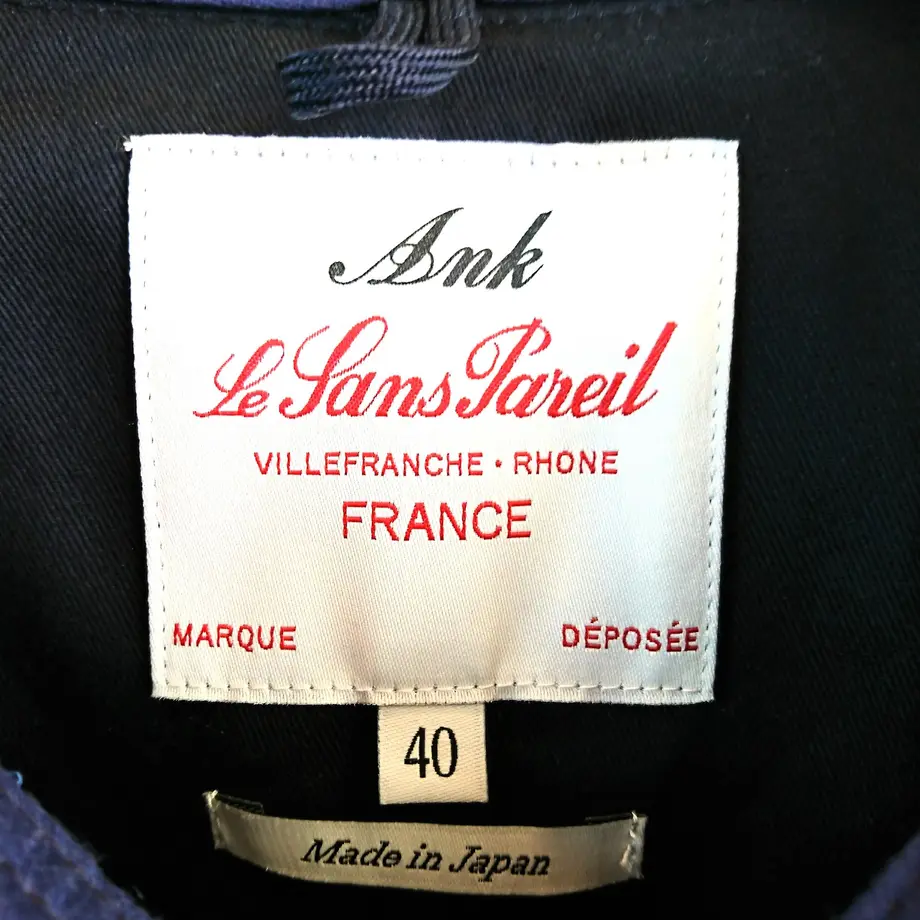 Ank
Le Sans Pareil
VILLEFRANCHE · RHONE
FRANCE
MARQUE DÉPOSÉE
40
Made in Japan